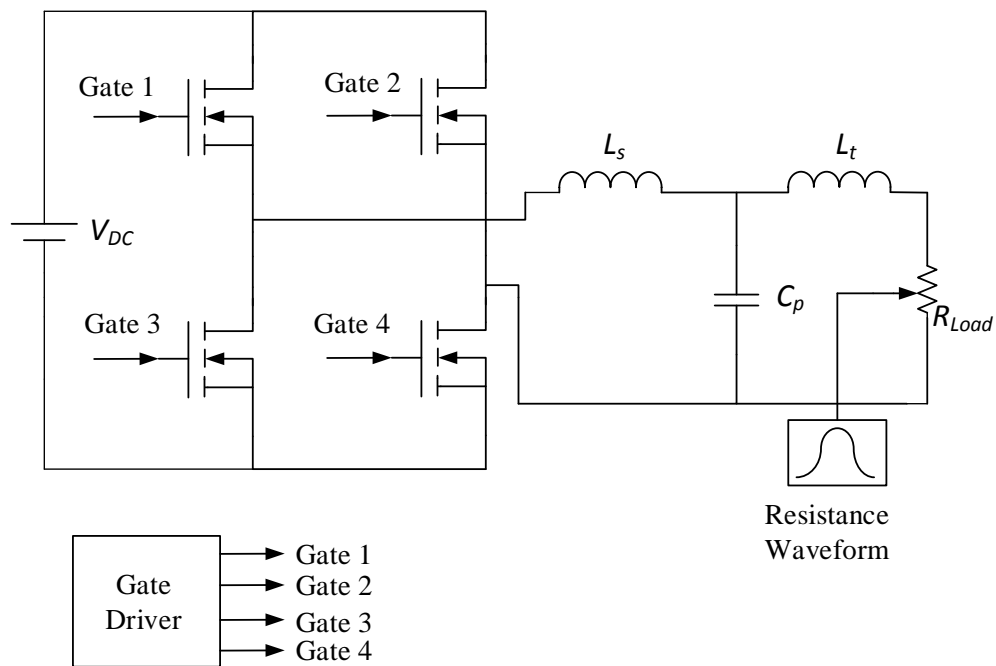 Gate 1
Gate 2
L_s
L_t
V_DC
C_p
R_Load
Gate 3
Gate 4
Resistance
Waveform
Gate
Driver
Gate 1
Gate 2
Gate 3
Gate 4